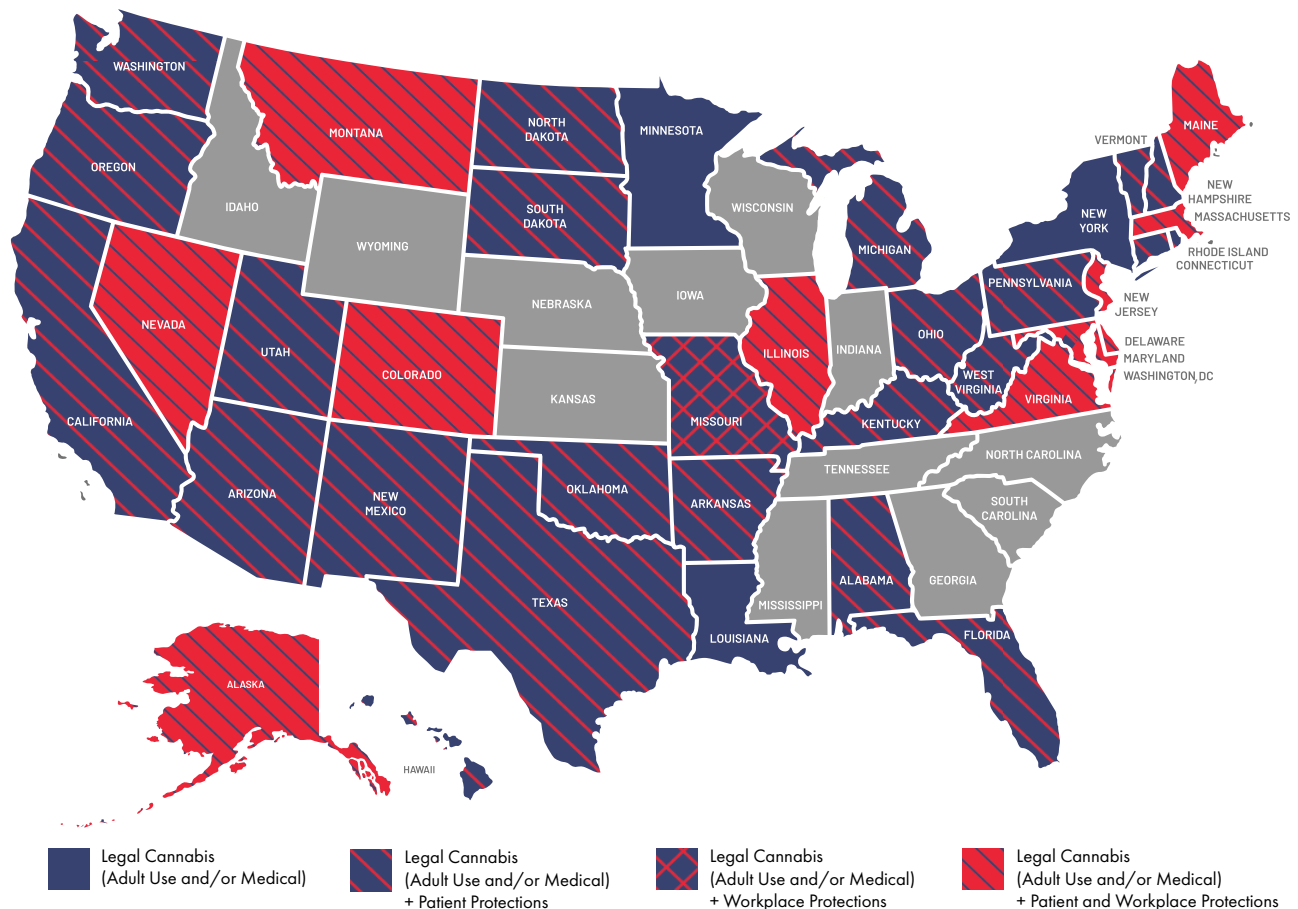 WASHINGTON
MONTANA
NORTH
DAKOTA
MINNESOTA
VERMONT
MAINE
OREGON
IDAHO
WYOMING
SOUTH
DAKOTA
WISCONSIN
MICHIGAN
NEW
YORK
NEW
HAMPSHIRE
MASSACHUSETTS
RHODE ISLAND
CONNECTICUT
NEVADA
UTAH
COLORADO
NEBRASKA
IOWA
ILLINOIS
INDIANA
OHIO
PENNSYLVANIA
NEW
JERSEY
DELAWARE
MARYLAND
WASHINGTON, DC
CALIFORNIA
KANSAS
MISSOURI
KENTUCKY
WEST
VIRGINIA
VIRGINIA
ARIZONA
NEW
MEXICO
OKLAHOMA
ARKANSAS
TENNESSEE
NORTH CAROLINA
SOUTH
CAROLINA
TEXAS
LOUISIANA
MISSISSIPPI
ALABAMA
GEORGIA
FLORIDA
ALASKA
HAWAII
Legal Cannabis
(Adult Use and/or Medical)
Legal Cannabis
(Adult Use and/or Medical)
+ Patient Protections
Legal Cannabis
(Adult Use and/or Medical)
+ Workplace Protections
Legal Cannabis
(Adult Use and/or Medical)
+ Patient and Workplace Protections